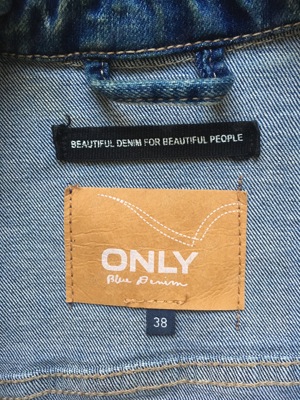 BEAUTIFUL DENIM FOR BEAUTIFUL PEOPLE
ONLY
Blue Denim
38